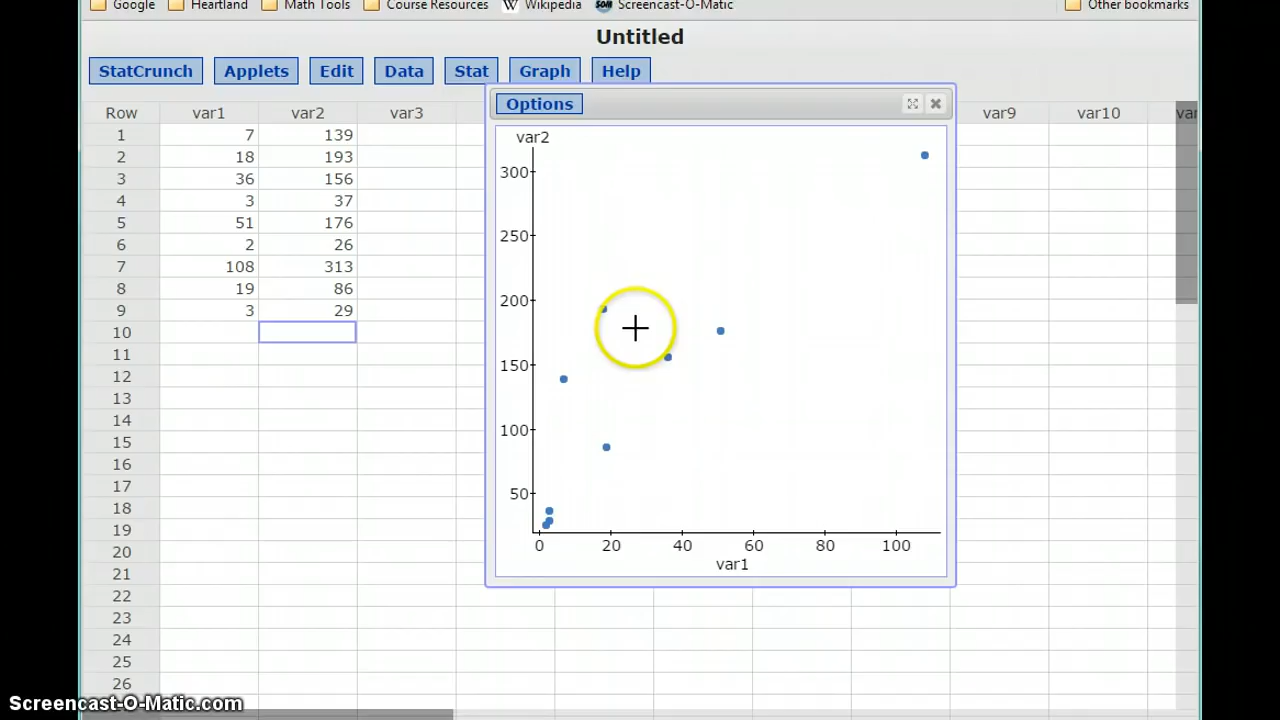 Google Heartland Math Tools Course Resources W Wikipedia SOM Screencast-O-Matic Other bookmarks
Untitled
StatCrunch Applets Edit Data Stat Graph Help
Options
Row var1 var2 var3 var9 var10 var
1 7 139
2 18 193
3 36 156
4 3 37
5 51 176
6 2 26
7 108 313
8 19 86
9 3 29
10
11
12
13
14
15
16
17
18
19
20
21
22
23
24
25
26
var2
300
250
200
150
100
50
0 20 40 60 80 100
var1
Screencast-O-Matic.com